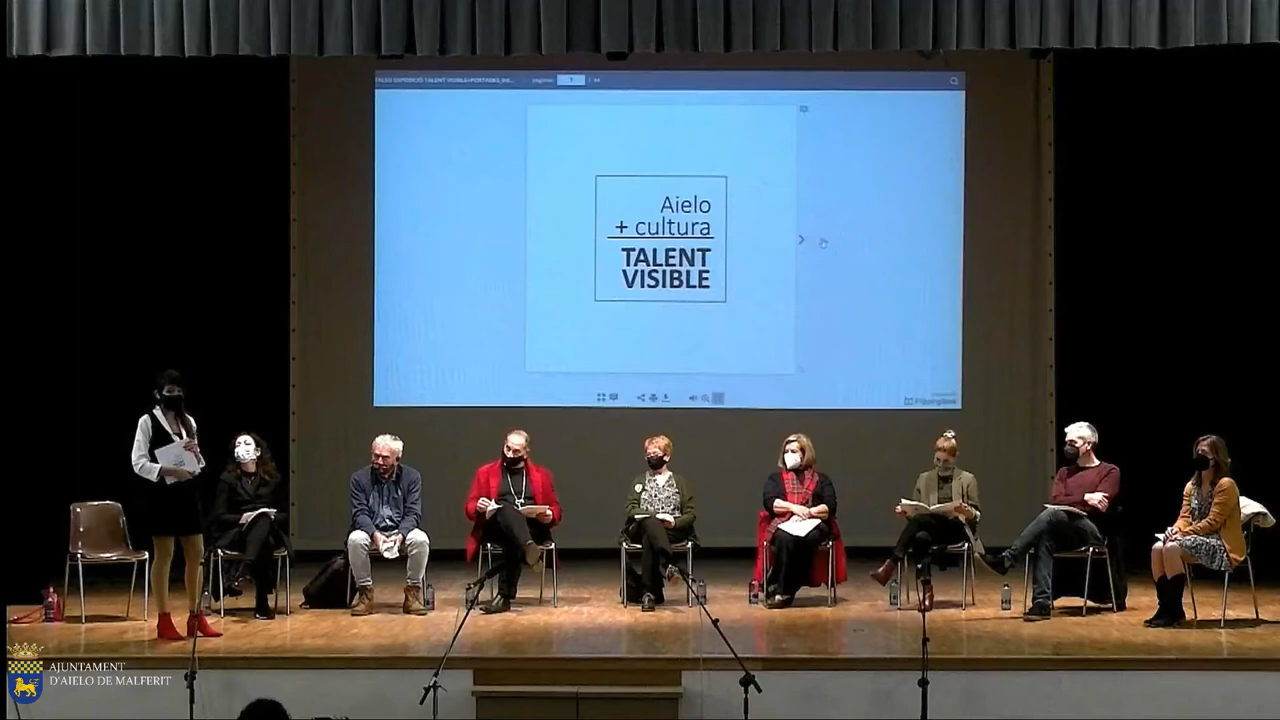 Aielo
+ cultura
TALENT
VISIBLE
AJUNTAMENT
D'AIELO DE MALFERIT